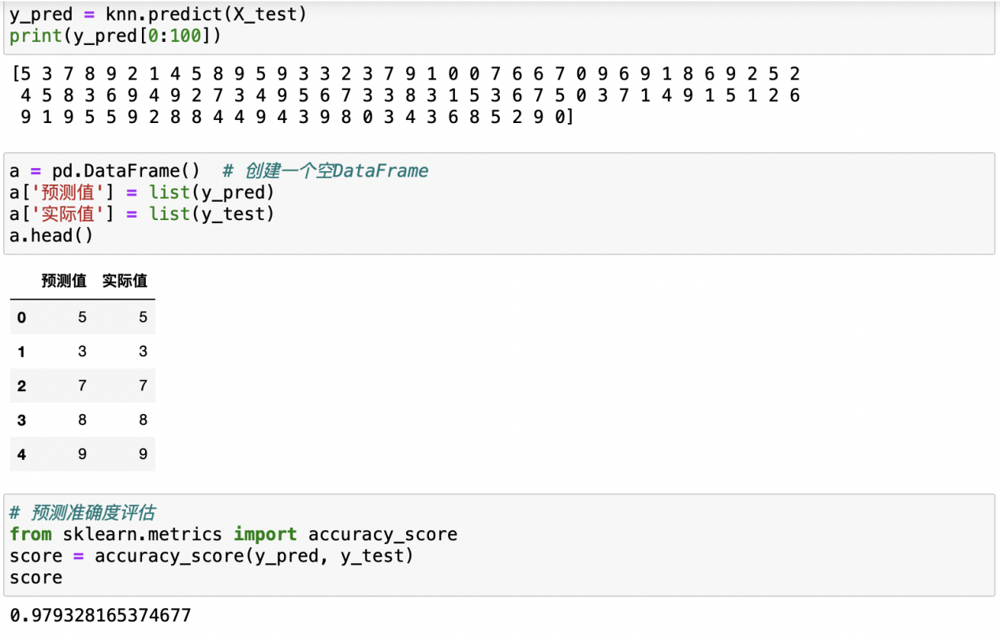 y_pred = knn.predict(X_test)
print(y_pred[0:100])
[5 3 7 8 9 2 1 4 5 8 9 5 9 3 3 2 3 7 9 1 0 0 7 6 6 7 0 9 6 9 1 8 6 9 2 5 2
4 5 8 3 6 9 4 9 2 7 3 4 9 5 6 7 3 3 8 3 1 5 3 6 7 5 0 3 7 1 4 9 1 5 1 2 6
9 1 9 5 5 9 2 8 8 4 4 9 4 3 9 8 0 3 4 3 6 8 5 2 9 0]
a = pd.DataFrame()  # 创建一个空DataFrame
a['预测值'] = list(y_pred)
a['实际值'] = list(y_test)
a.head()
预测值 实际值
0 5 5
1 3 3
2 7 7
3 8 8
4 9 9
# 预测准确度评估
from sklearn.metrics import accuracy_score
score = accuracy_score(y_pred, y_test)
score
0.979328165374677